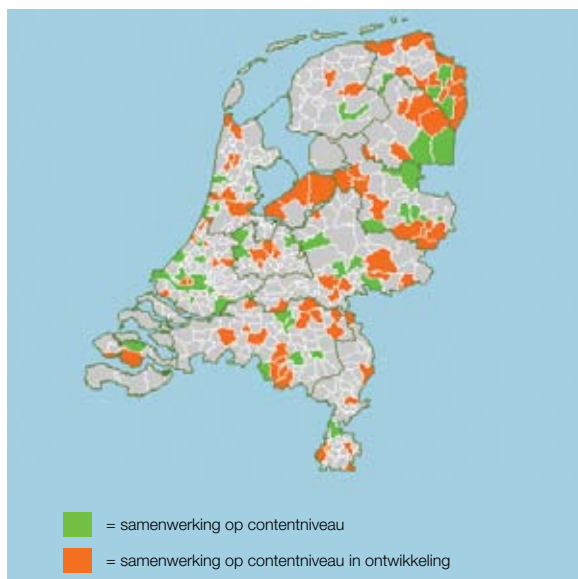 = samenwerking op contentniveau
= samenwerking op contentniveau in ontwikkeling